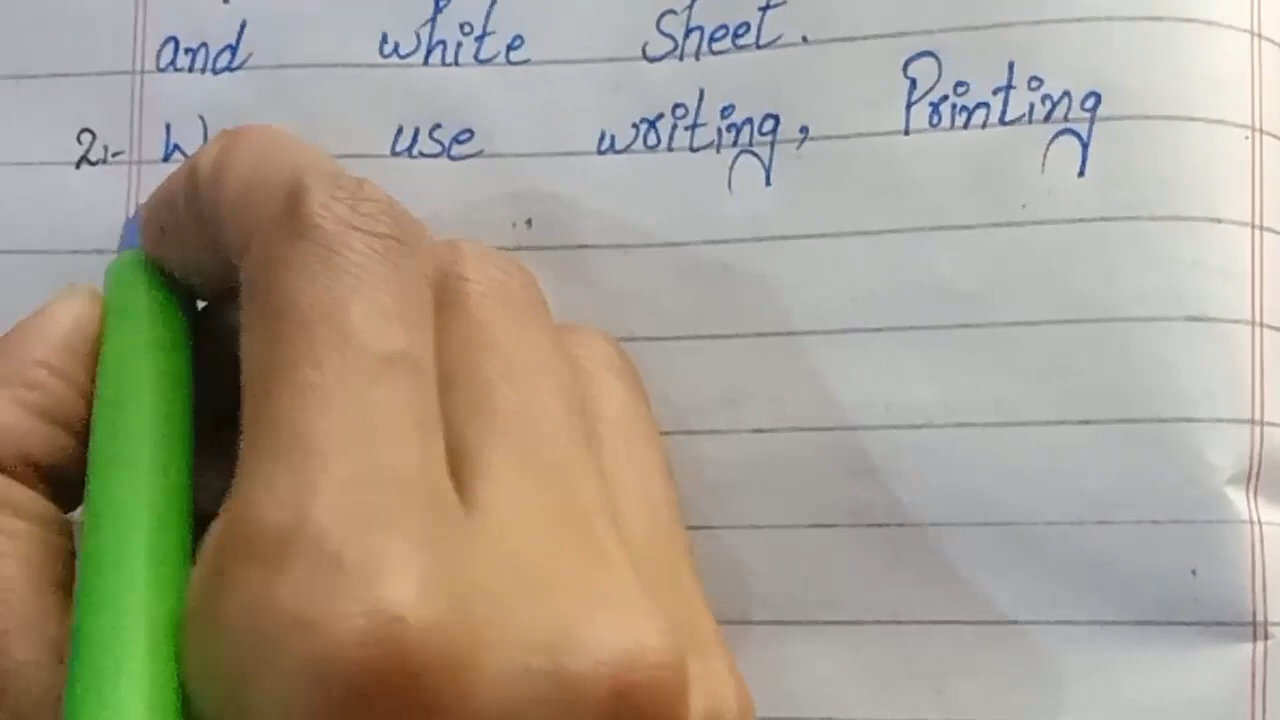 and white Sheet.
2:- use writing, Printing